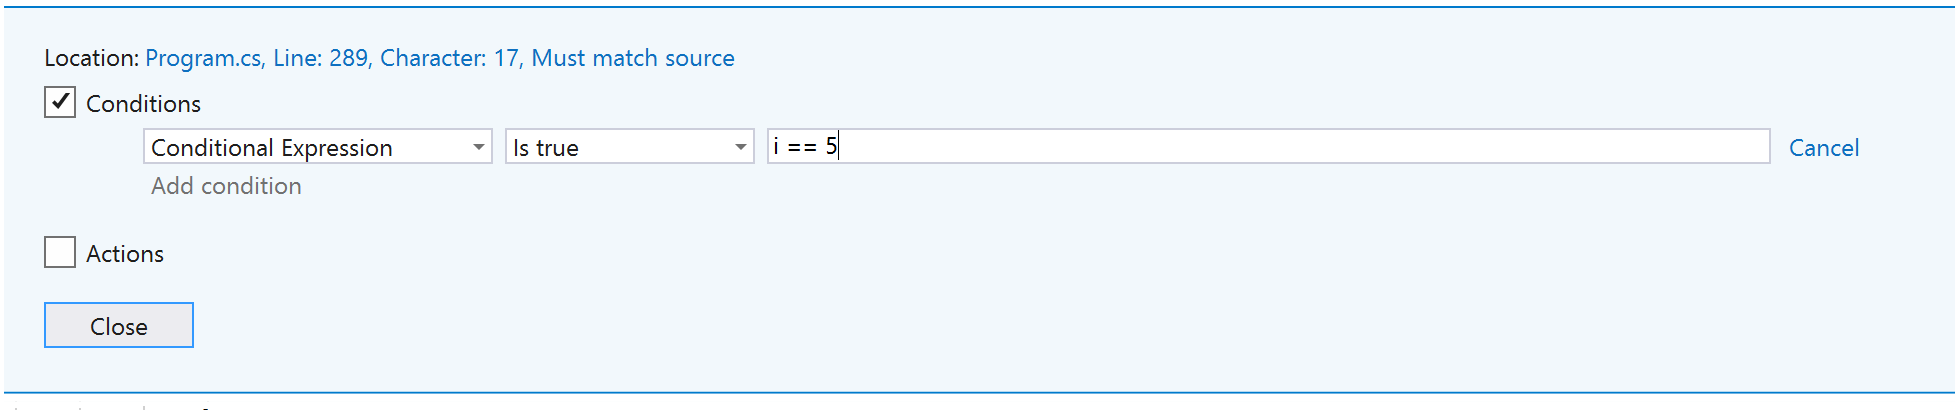 Location: Program.cs, Line: 289, Character: 17, Must match source
Conditions
Conditional Expression Is true i == 5 Cancel
Add condition
Actions
Close